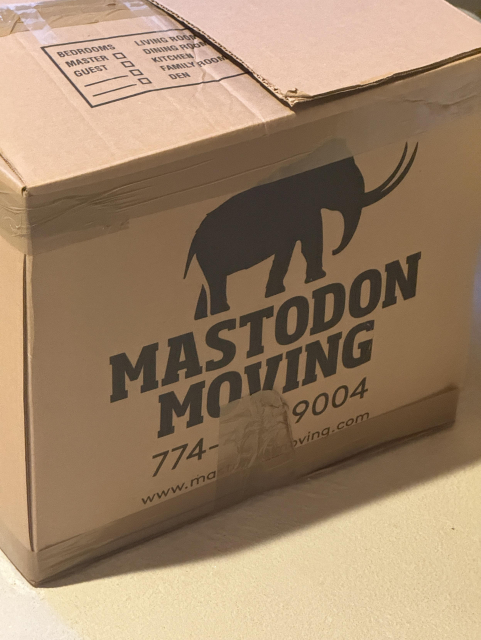 BEDROOMS
MASTER
GUEST
LIVING ROOM
DINING ROOM
KITCHEN
FAMILY ROOM
DEN
MASTODON
MOVING
774- 9004
www.ma oving.com